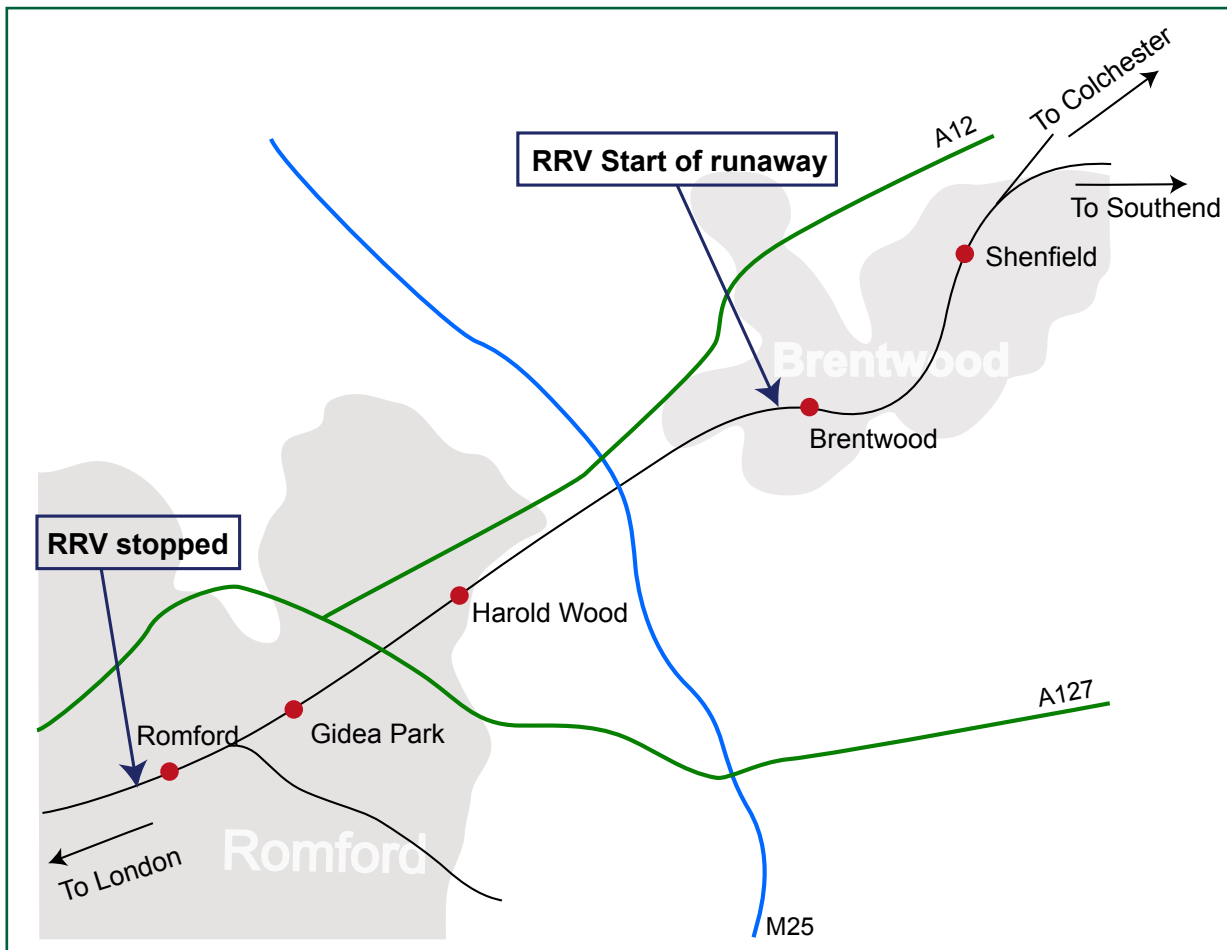 To Colchester
A12
RRV Start of runaway
To Southend
Shenfield
Brentwood
Brentwood
RRV stopped
Harold Wood
A127
Gidea Park
Romford
Romford
To London
M25